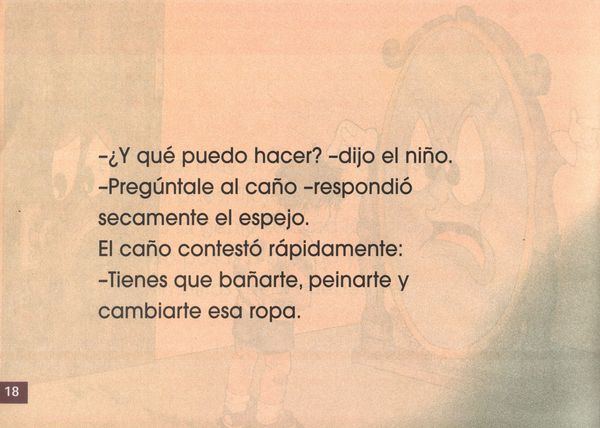 –¿Y qué puedo hacer? –dijo el niño.
–Pregúntale al caño –respondió
secamente el espejo.
El caño contestó rápidamente:
–Tienes que bañarte, peinarte y
cambiarte esa ropa.
18